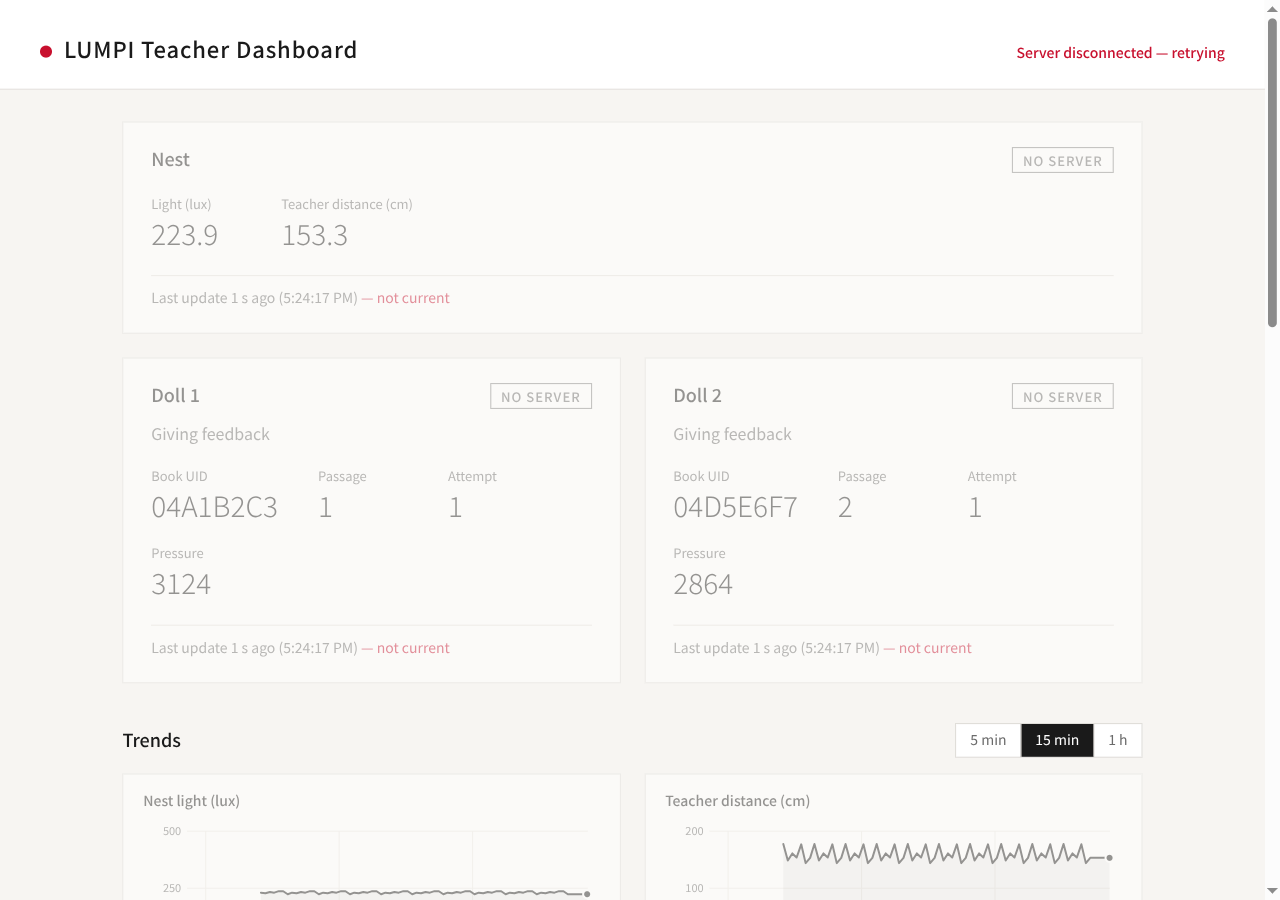 LUMPI Teacher Dashboard
Server disconnected — retrying
Nest
NO SERVER
Light (lux)
Teacher distance (cm)
223.9
153.3
Last update 1 s ago (5:24:17 PM) — not current
Doll 1
NO SERVER
Giving feedback
Book UID
Passage
Attempt
04A1B2C3
1
1
Pressure
3124
Last update 1 s ago (5:24:17 PM) — not current
Doll 2
NO SERVER
Giving feedback
Book UID
Passage
Attempt
04D5E6F7
2
1
Pressure
2864
Last update 1 s ago (5:24:17 PM) — not current
Trends
5 min
15 min
1 h
Nest light (lux)
500
250
Teacher distance (cm)
200
100